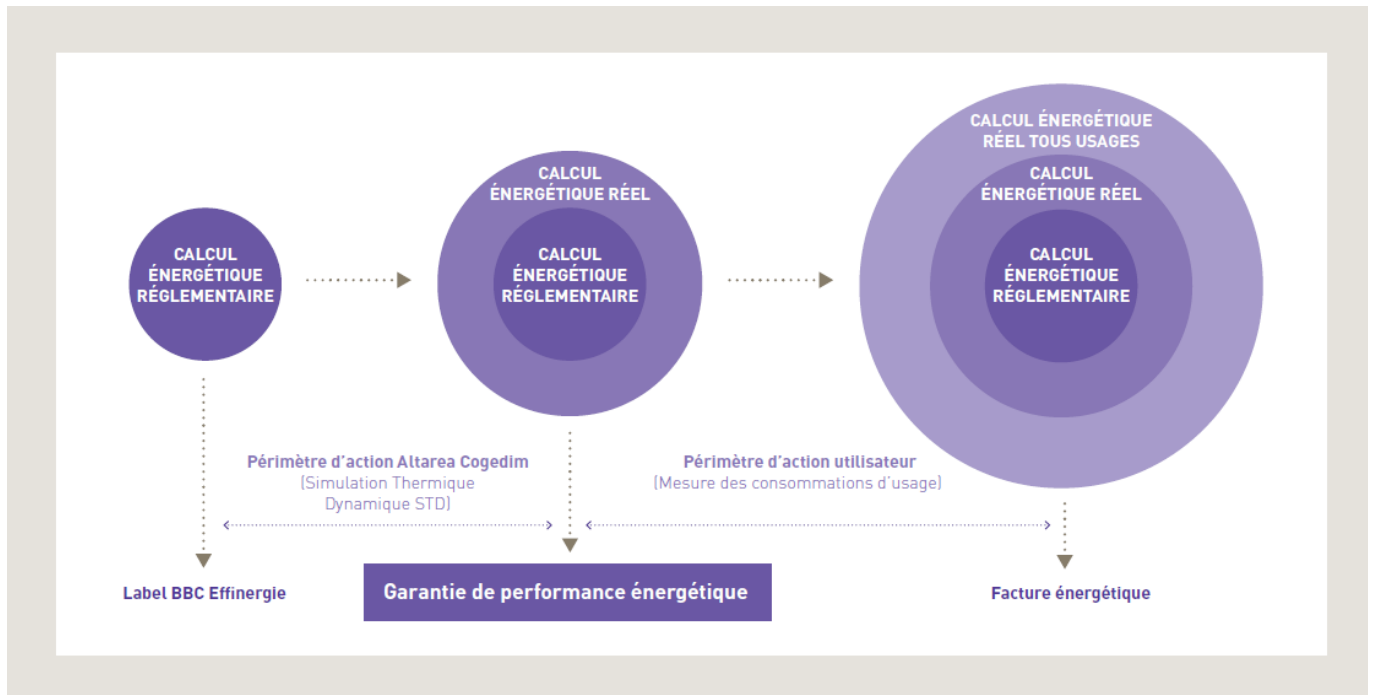 CALCUL
ÉNERGÉTIQUE
RÉGLEMENTAIRE
CALCUL
ÉNERGÉTIQUE RÉEL
CALCUL
ÉNERGÉTIQUE
RÉGLEMENTAIRE
CALCUL ÉNERGÉTIQUE
RÉEL TOUS USAGES
CALCUL
ÉNERGÉTIQUE RÉEL
CALCUL
ÉNERGÉTIQUE
RÉGLEMENTAIRE
Périmètre d'action Altarea Cogedim
(Simulation Thermique
Dynamique STD)
Périmètre d'action utilisateur
(Mesure des consommations d'usage)
Label BBC Effinergie
Garantie de performance énergétique
Facture énergétique